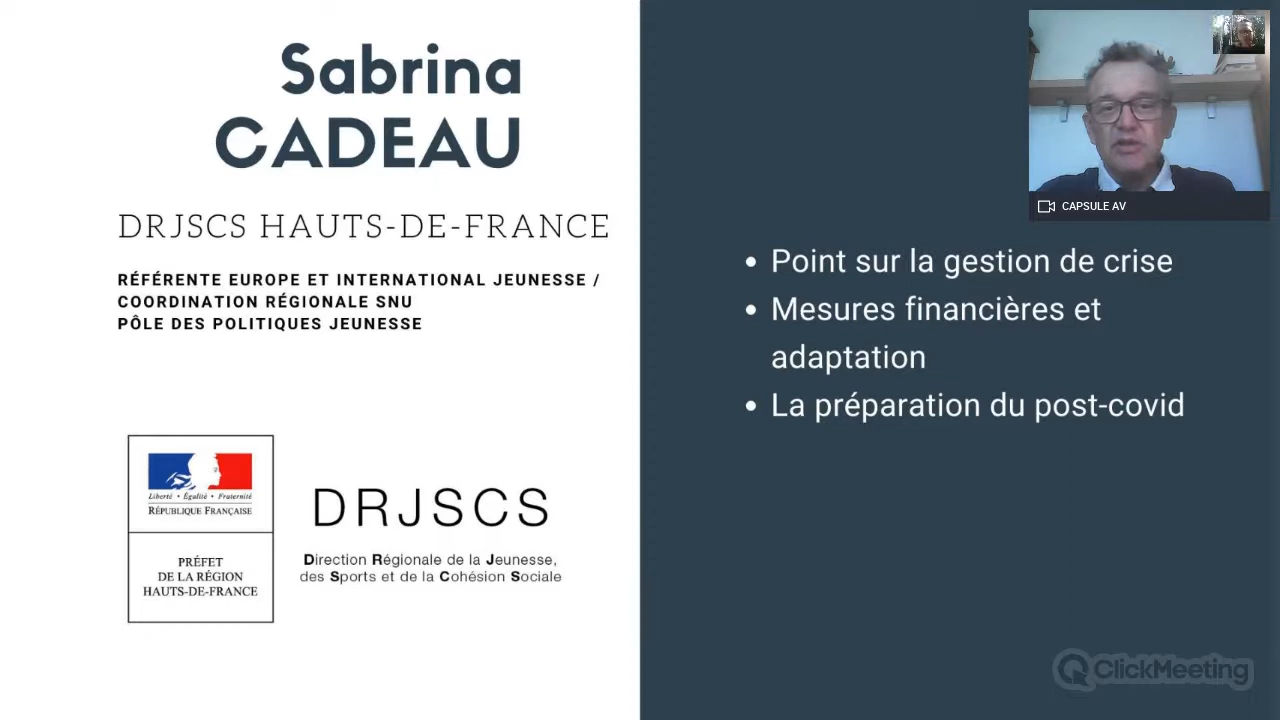 Sabrina
CADEAU
DRJSCS HAUTS-DE-FRANCE
RÉFÉRENTE EUROPE ET INTERNATIONAL JEUNESSE /
COORDINATION RÉGIONALE SNU
PÔLE DES POLITIQUES JEUNESSE
Liberté • Égalité • Fraternité
RÉPUBLIQUE FRANÇAISE
PRÉFET
DE LA RÉGION
HAUTS-DE-FRANCE
DRJSCS
Direction Régionale de la Jeunesse,
des Sports et de la Cohésion Sociale
CAPSULE AV
• Point sur la gestion de crise
• Mesures financières et
adaptation
• La préparation du post-covid
ClickMeeting